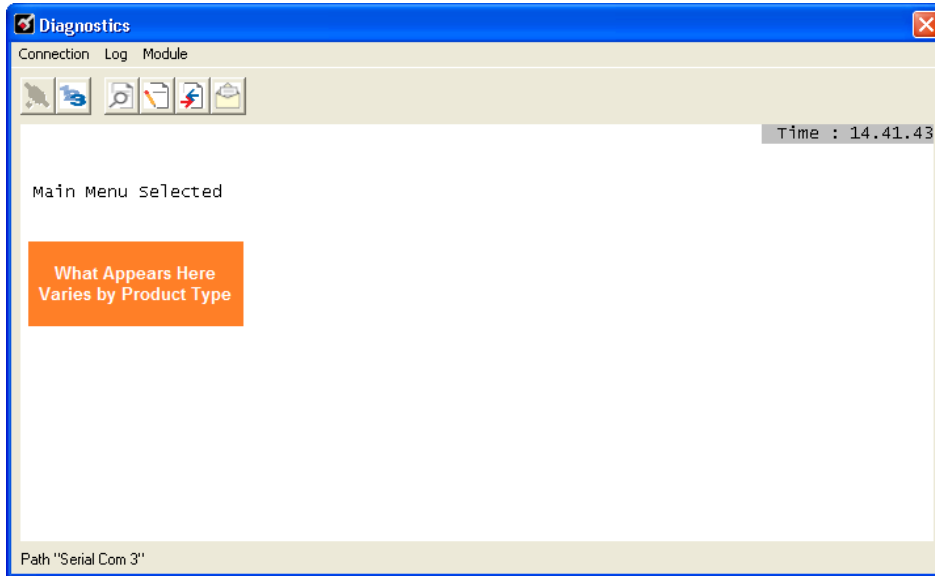 Diagnostics
Connection Log Module
Time : 14.41.43
Main Menu Selected
What Appears Here
Varies by Product Type
Path "Serial Com 3"